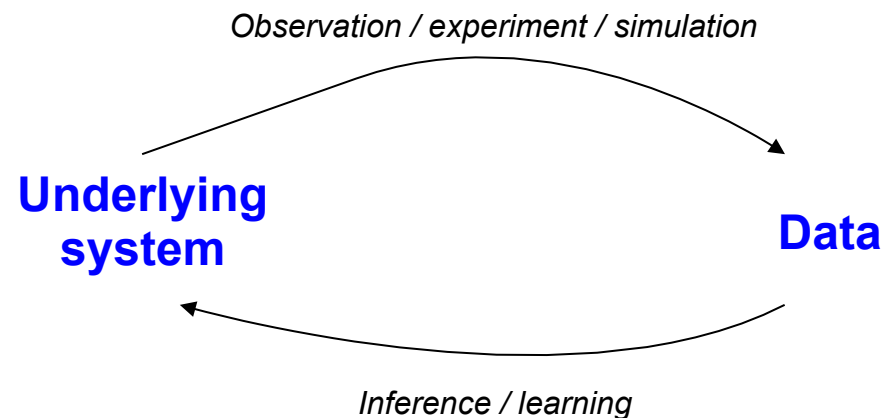 Observation / experiment / simulation
Underlying
system
Data
Inference / learning